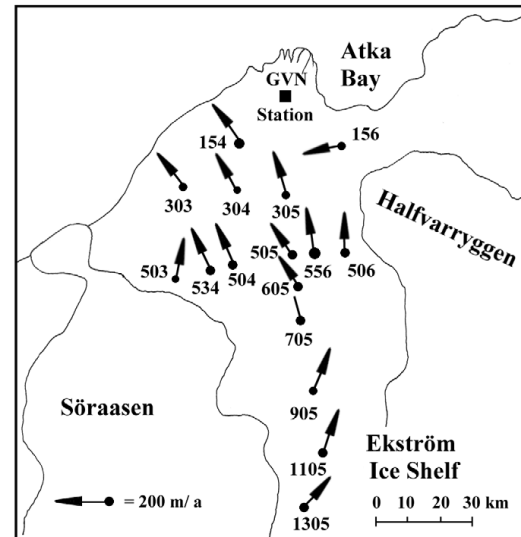 Atka
Bay
GVN
Station
154
156
303
304
305
Halfvarryggen
503
534
504
505
556
506
605
705
Söraasen
905
1105
Ekström
Ice Shelf
= 200 m/ a
1305
0 10 20 30 km